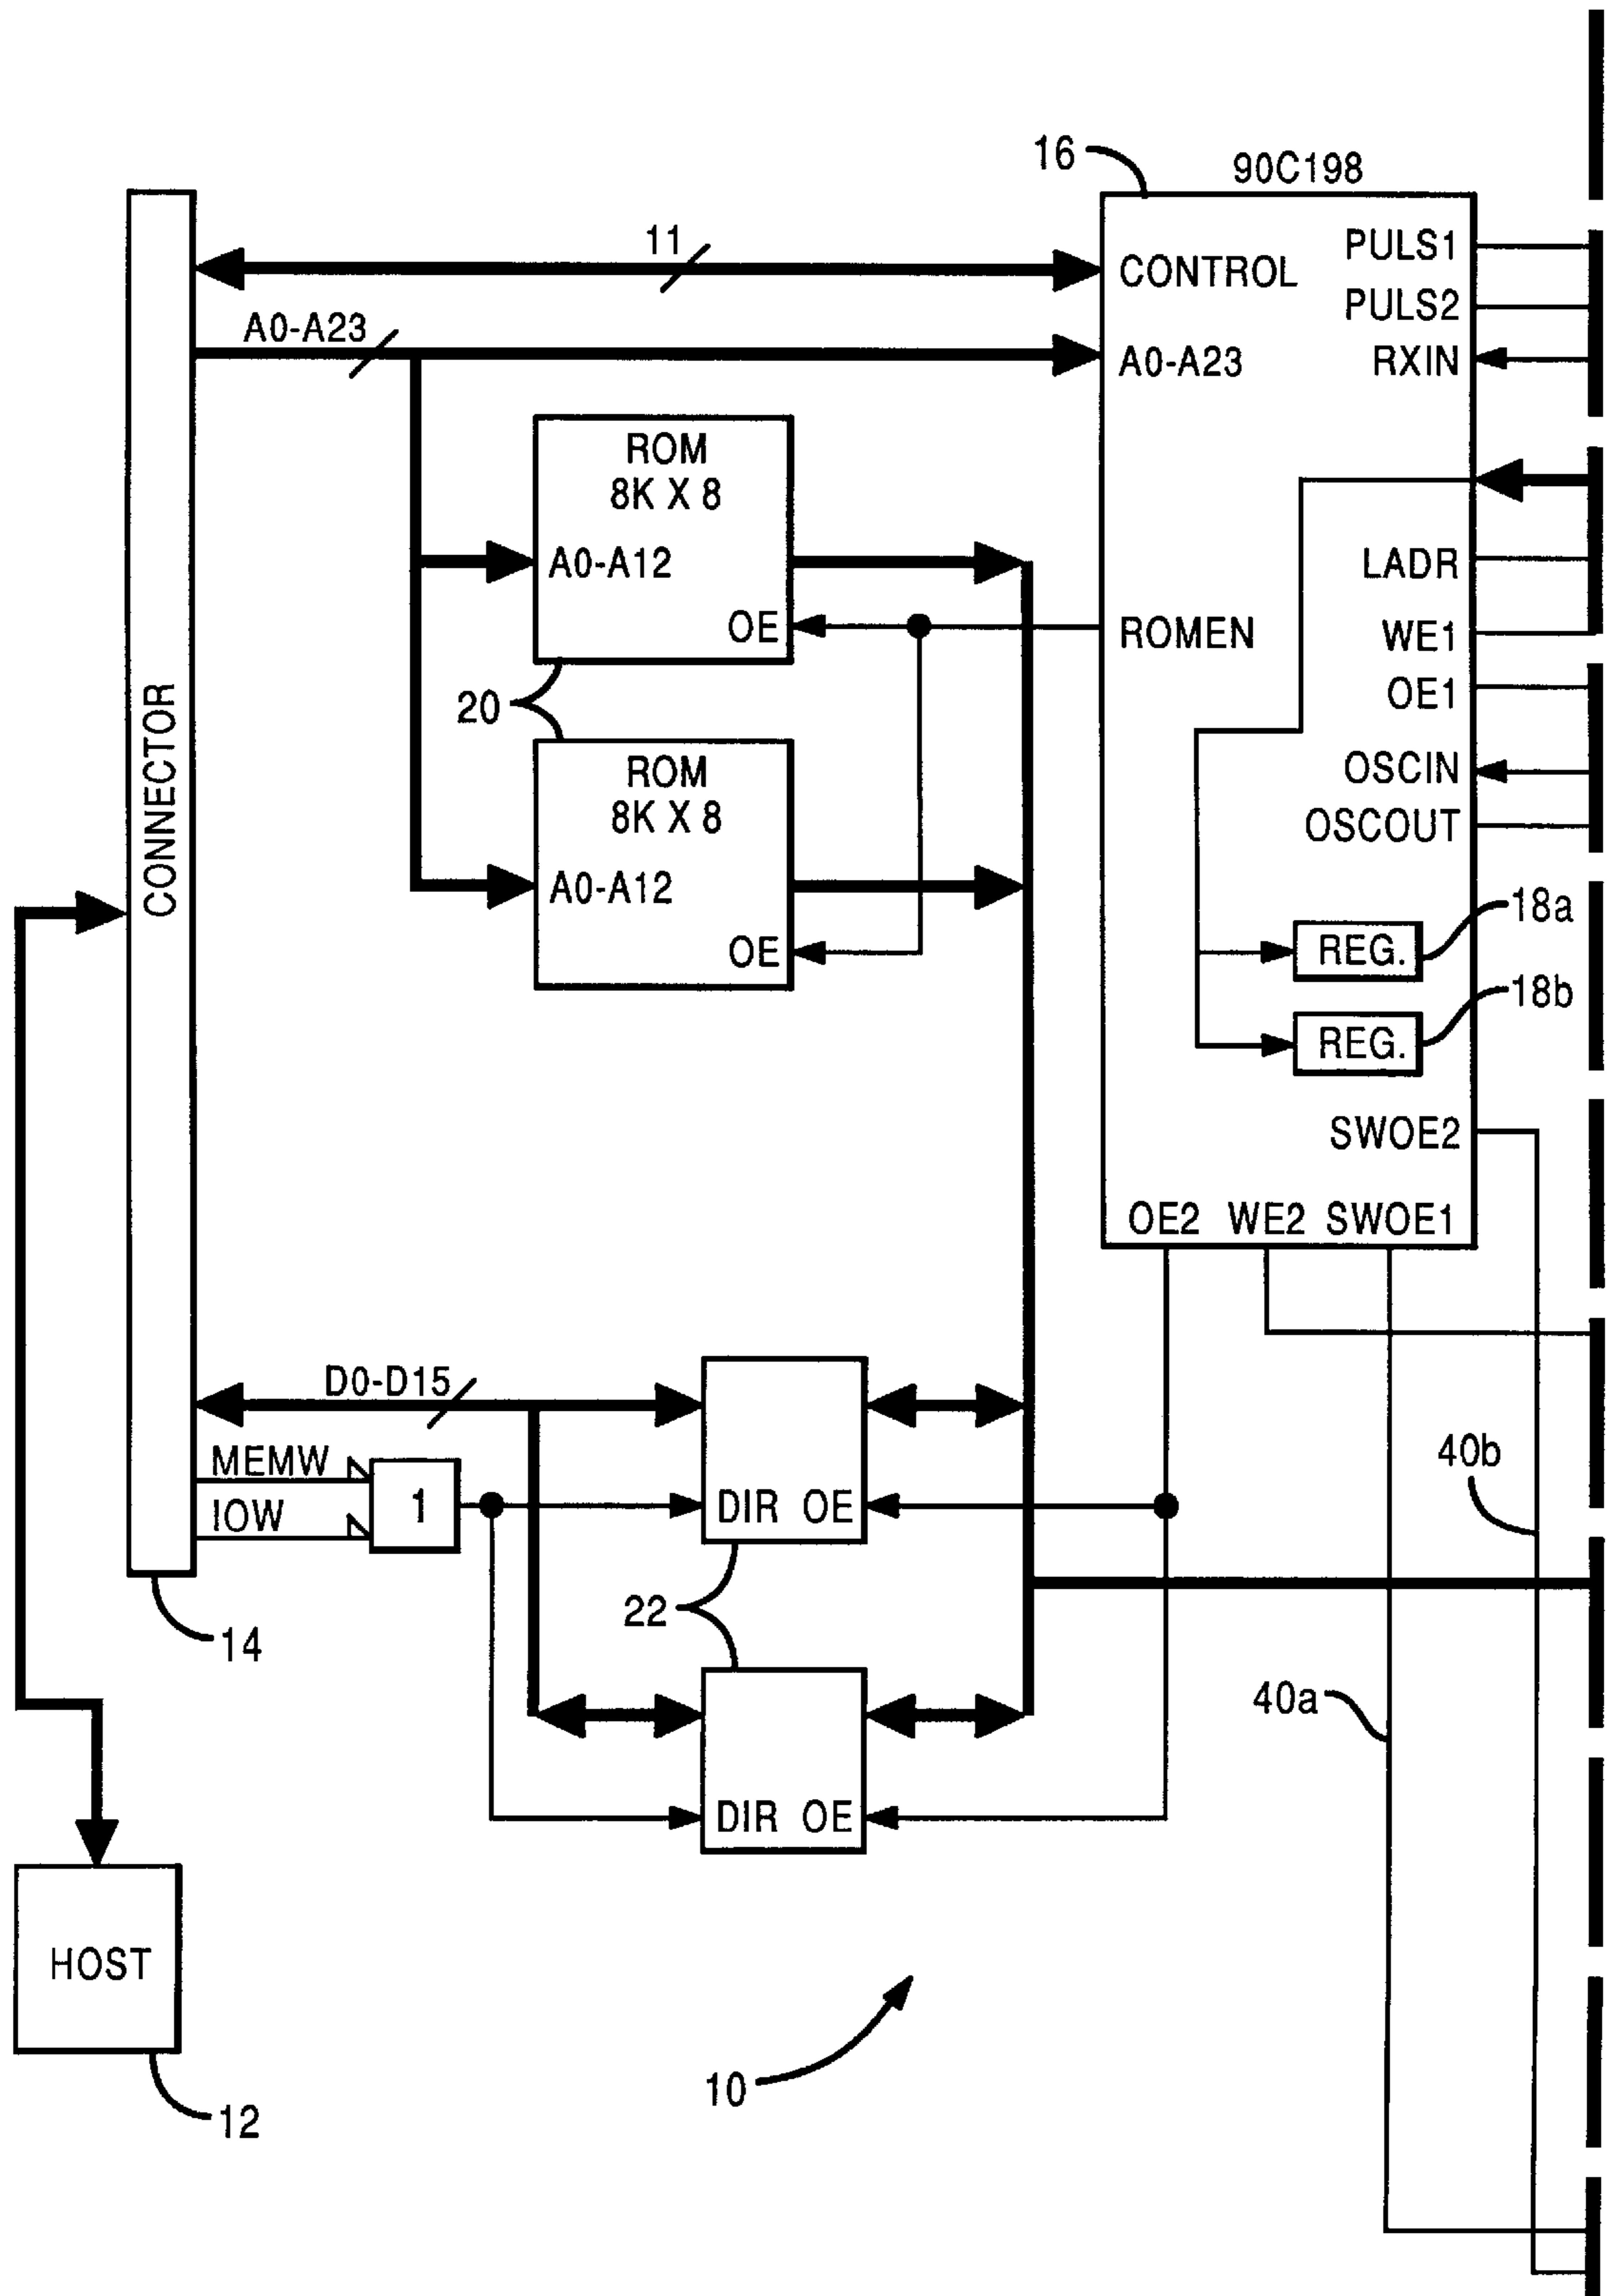 16
90C198
11
CONTROL
PULS1
PULS2
A0-A23
A0-A23
RXIN
ROM
8K X 8
A0-A12
OE
LADR
ROMEN
WE1
OE1
20
CONNECTOR
ROM
8K X 8
A0-A12
OE
OSCIN
OSCOUT
REG.
18a
REG.
18b
SWOE2
OE2 WE2 SWOE1
D0-D15
MEMW
IOW
1
DIR OE
40b
22
14
40a
DIR OE
HOST
10
12